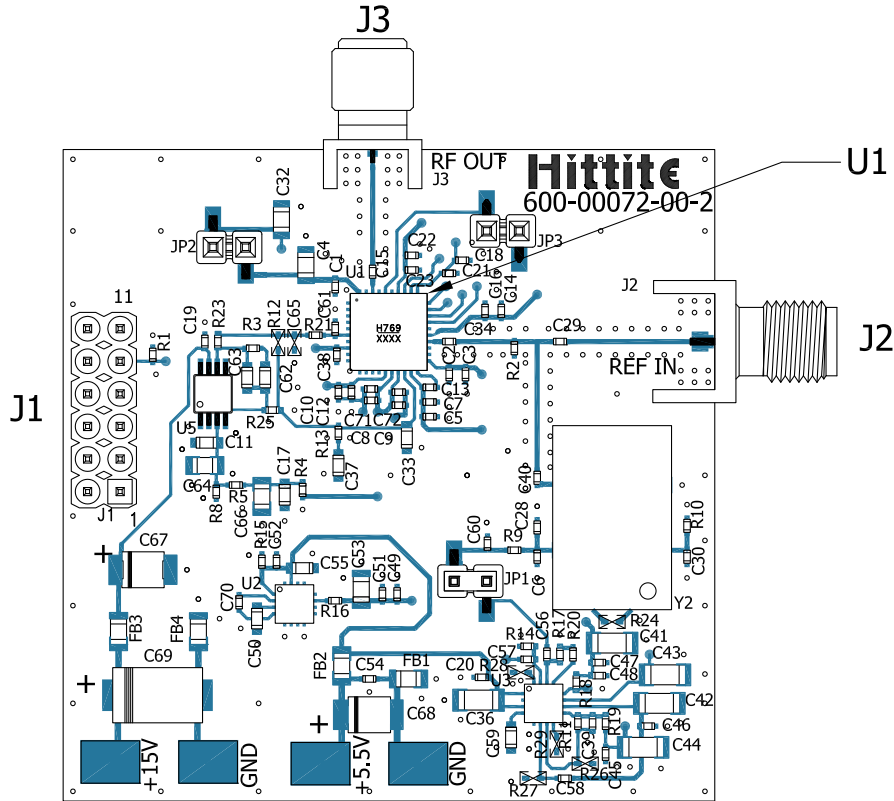 J3
RF OUT
J3
Hittite
600-00072-00-2
U1
C32
JP2
C4
C1
U1
C15
C22
C23
C18
C21
JP3
C16
C14
J2
J2
11
R1
C19
R23
R3
R12
C65
R21
C61
H769
XXXX
C34
C29
R2
REF IN
C63
C62
C38
C2
C3
J1
U5
R25
C10
C12
C71
C72
C8
C9
C13
C7
C5
C11
R13
C37
C33
C64
J1
1
R8
R5
C66
C17
R4
C40
C28
C60
R9
R10
C30
C6
+
C67
R15
C52
C55
U2
C70
R16
C53
C51
C49
JP1
Y2
FB3
FB4
C50
FB2
C54
FB1
C20
C57
R14
C56
R17
R20
R24
C41
C43
C47
C48
R28
U3
R18
+
C69
+
C68
C36
C59
C42
C46
C44
R29
R11
C39
R19
C45
R26
R27
C58
+15V
GND
+5.5V
GND